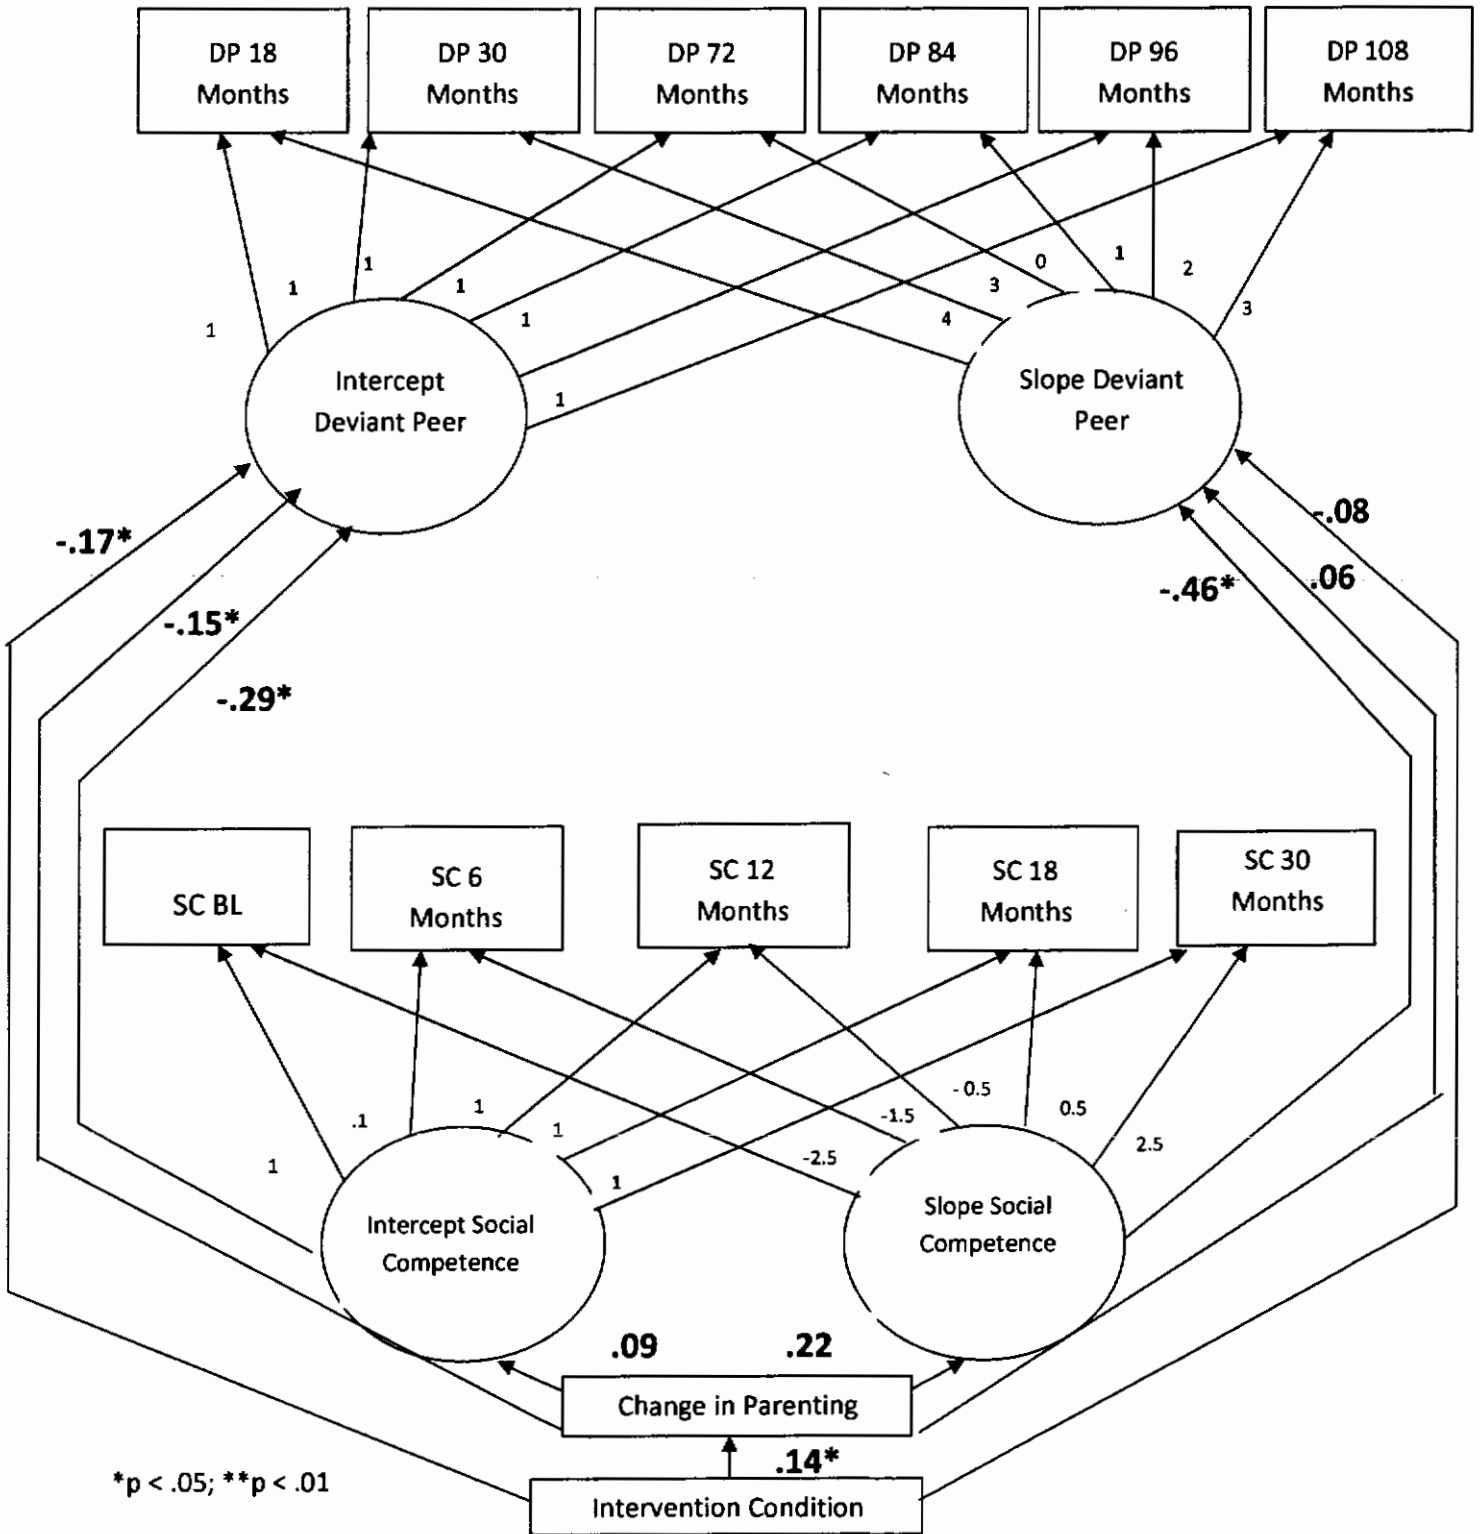 DP 18
Months
DP 30
Months
DP 72
Months
DP 84
Months
DP 96
Months
DP 108
Months
1
1
1
1
1
1
4
3
0
1
2
3
Intercept
Deviant Peer
Slope Deviant
Peer
-.17*
-.15*
-.29*
-.08
.06
-.46*
SC BL
SC 6
Months
SC 12
Months
SC 18
Months
SC 30
Months
1
.1
1
1
1
-2.5
-1.5
- 0.5
0.5
2.5
Intercept Social
Competence
Slope Social
Competence
.09
.22
Change in Parenting
.14*
Intervention Condition
*p < .05; **p < .01